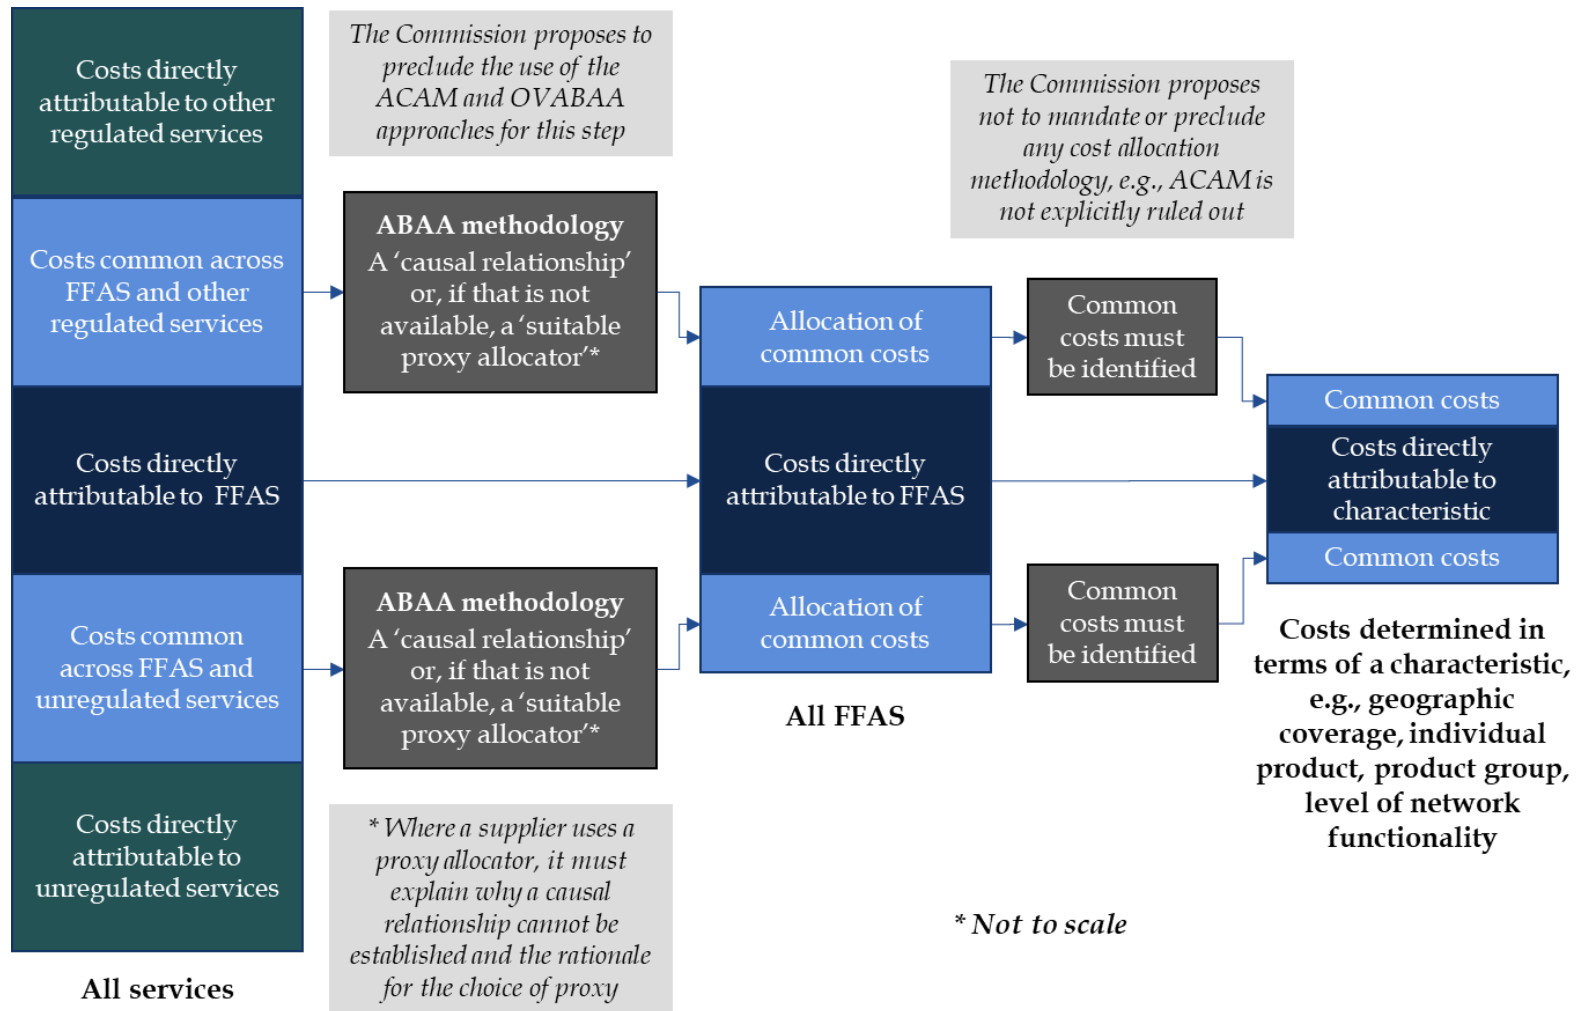 Costs directly
attributable to other
regulated services
Costs common across
FFAS and other
regulated services
Costs directly
attributable to FFAS
Costs common
across FFAS and
unregulated services
Costs directly
attributable to
unregulated services
All services
The Commission proposes to
preclude the use of the
ACAM and OVABAA
approaches for this step
ABAA methodology
A ‘causal relationship’
or, if that is not
available, a ‘suitable
proxy allocator’*
ABAA methodology
A ‘causal relationship’
or, if that is not
available, a ‘suitable
proxy allocator’*
* Where a supplier uses a
proxy allocator, it must
explain why a causal
relationship cannot be
established and the rationale
for the choice of proxy
Allocation of
common costs
Costs directly
attributable to FFAS
Allocation of
common costs
All FFAS
The Commission proposes
not to mandate or preclude
any cost allocation
methodology, e.g., ACAM is
not explicitly ruled out
Common
costs must
be identified
Common
costs must
be identified
Common costs
Costs directly
attributable to
characteristic
Common costs
Costs determined in
terms of a characteristic,
e.g., geographic
coverage, individual
product, product group,
level of network
functionality
* Not to scale